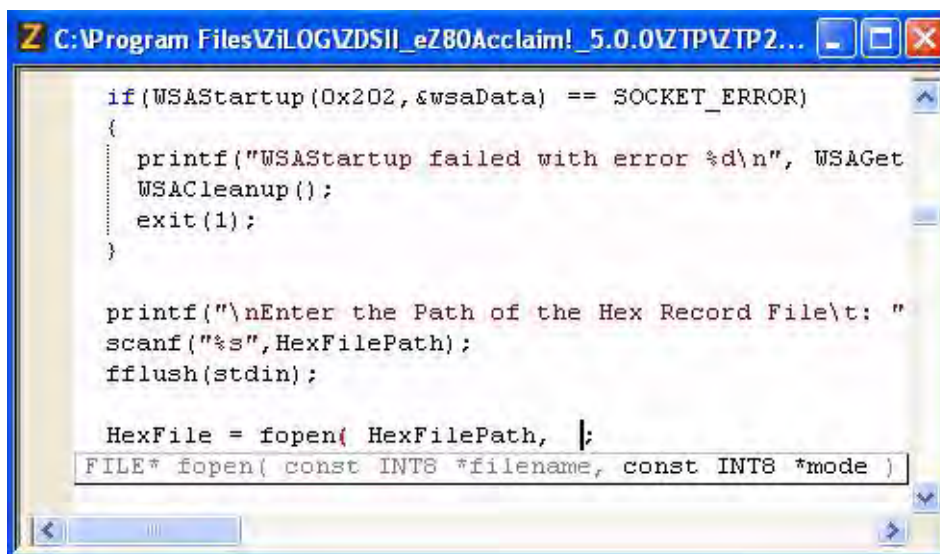 Z C:\Program Files\ZiLOG\ZDSII_eZ80Acclaim!_5.0.0\ZTP\ZTP2...
if(WSAStartup(0x202,&wsaData) == SOCKET_ERROR)
{
printf("WSAStartup failed with error %d\n", WSAGet
WSACleanup();
exit(1);
}
printf("\nEnter the Path of the Hex Record File\t: "
scanf("%s",HexFilePath);
fflush(stdin);
HexFile = fopen( HexFilePath, ;
FILE* fopen( const INT8 *filename, const INT8 *mode )